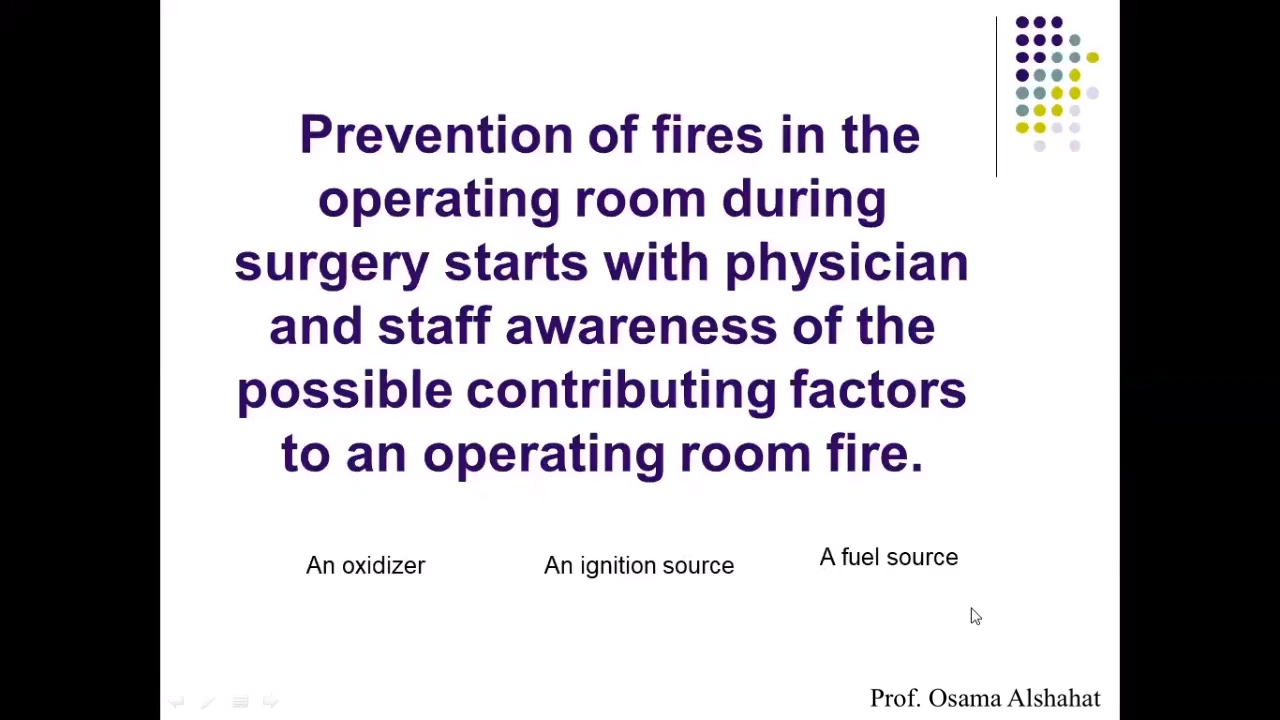 Prevention of fires in the
operating room during
surgery starts with physician
and staff awareness of the
possible contributing factors
to an operating room fire.
An oxidizer
An ignition source
A fuel source
Prof. Osama Alshahat